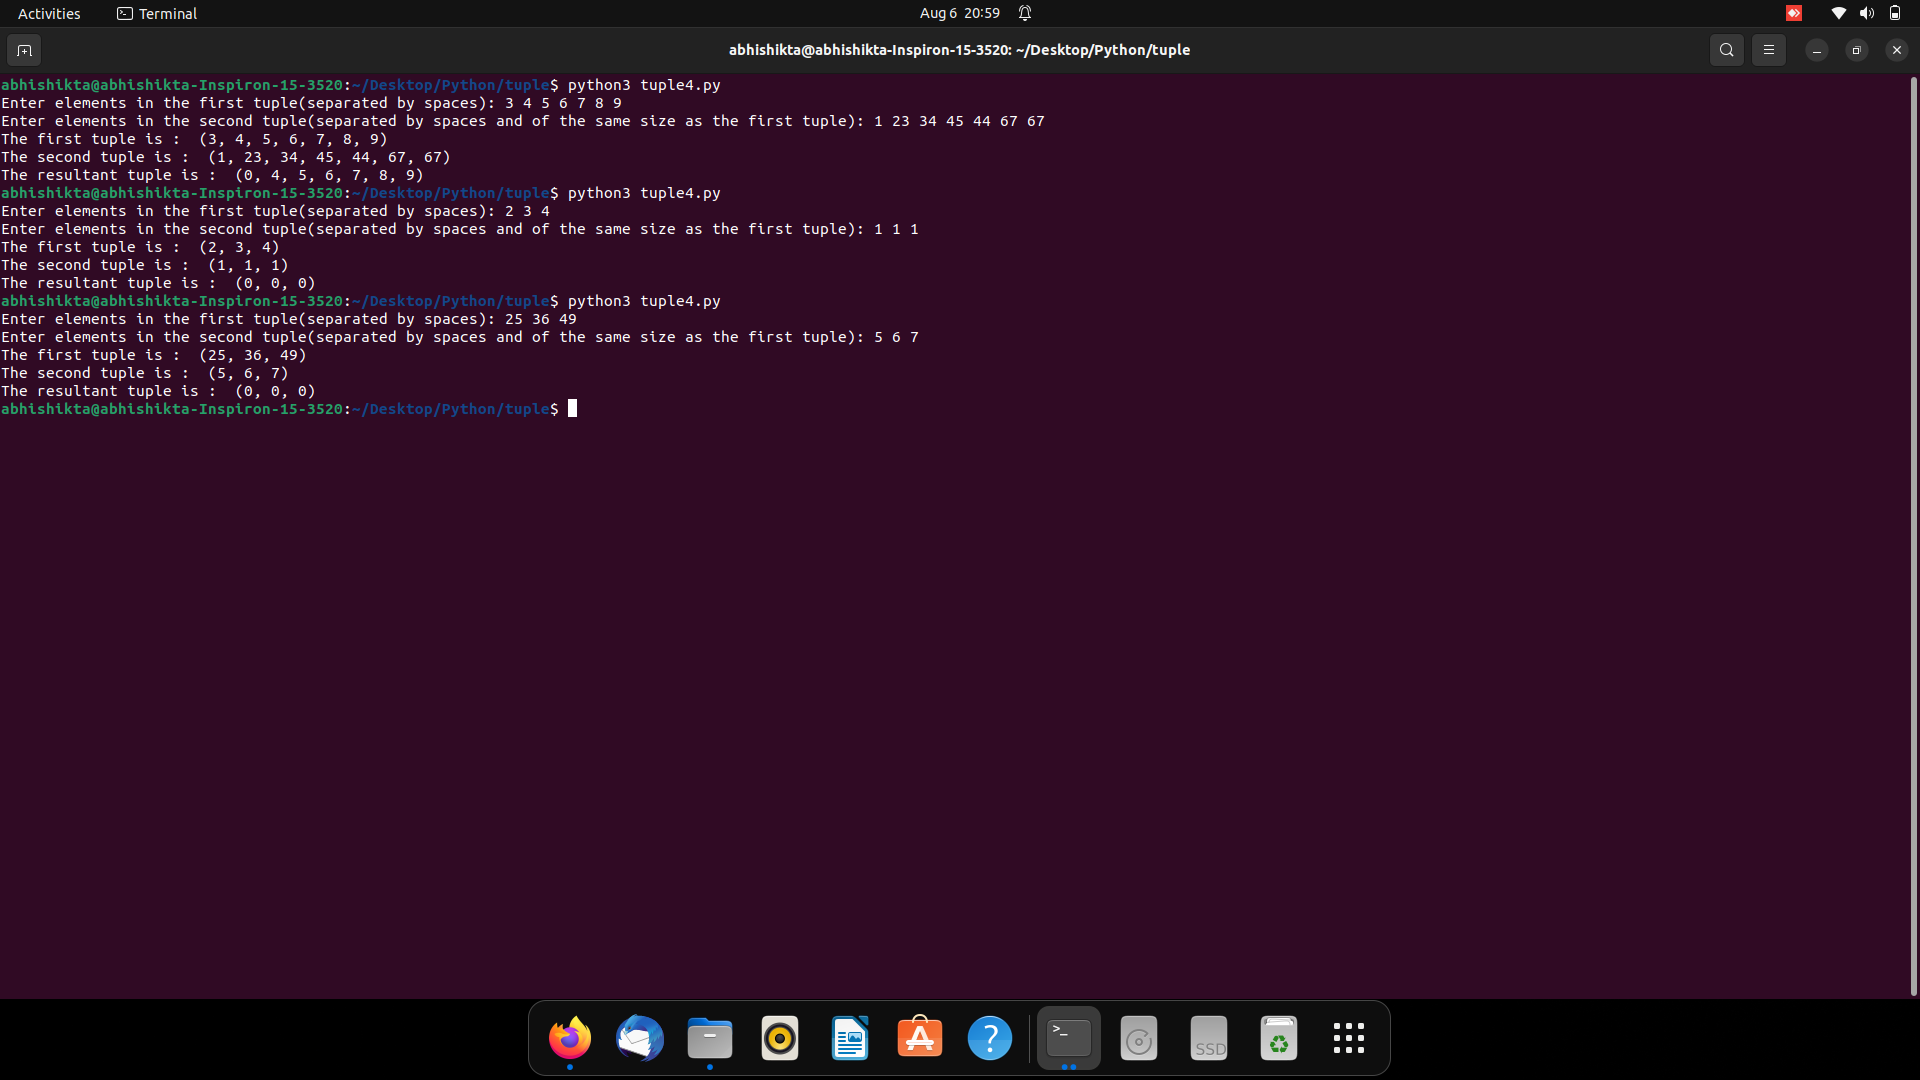 Activities
Terminal
Aug 6 20:59
abhishikta@abhishikta-Inspiron-15-3520: ~/Desktop/Python/tuple
abhishikta@abhishikta-Inspiron-15-3520:~/Desktop/Python/tuple$ python3 tuple4.py
Enter elements in the first tuple(separated by spaces): 3 4 5 6 7 8 9
Enter elements in the second tuple(separated by spaces and of the same size as the first tuple): 1 23 34 45 44 67 67
The first tuple is :  (3, 4, 5, 6, 7, 8, 9)
The second tuple is :  (1, 23, 34, 45, 44, 67, 67)
The resultant tuple is :  (0, 4, 5, 6, 7, 8, 9)
abhishikta@abhishikta-Inspiron-15-3520:~/Desktop/Python/tuple$ python3 tuple4.py
Enter elements in the first tuple(separated by spaces): 2 3 4
Enter elements in the second tuple(separated by spaces and of the same size as the first tuple): 1 1 1
The first tuple is :  (2, 3, 4)
The second tuple is :  (1, 1, 1)
The resultant tuple is :  (0, 0, 0)
abhishikta@abhishikta-Inspiron-15-3520:~/Desktop/Python/tuple$ python3 tuple4.py
Enter elements in the first tuple(separated by spaces): 25 36 49
Enter elements in the second tuple(separated by spaces and of the same size as the first tuple): 5 6 7
The first tuple is :  (25, 36, 49)
The second tuple is :  (5, 6, 7)
The resultant tuple is :  (0, 0, 0)
abhishikta@abhishikta-Inspiron-15-3520:~/Desktop/Python/tuple$
SSD